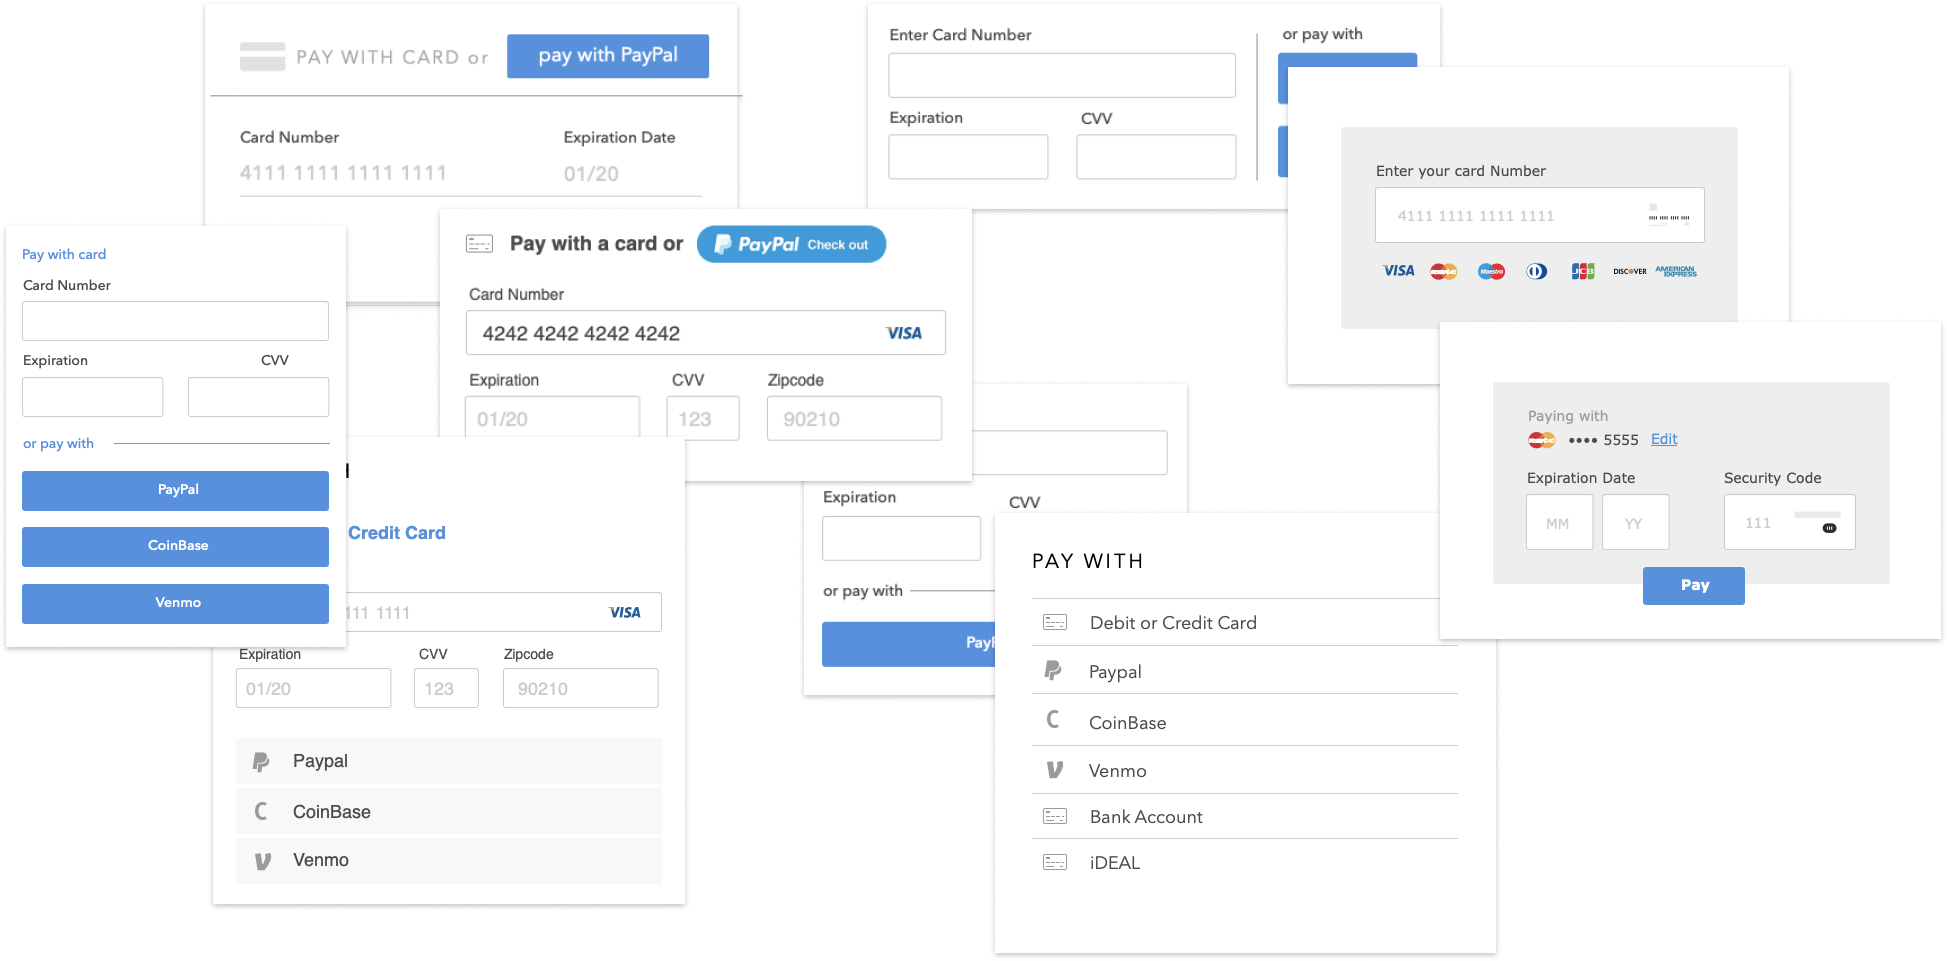 PAY WITH CARD or
pay with PayPal
Card Number
Expiration Date
4111 1111 1111 1111
01/20
Enter Card Number
or pay with
Expiration
CVV
Enter your card Number
4111 1111 1111 1111
VISA
MasterCard
Maestro
JCB
DISCOVER
AMERICAN
EXPRESS
Pay with card
Card Number
Expiration
CVV
or pay with
PayPal
CoinBase
Venmo
Pay with a card or
PayPal Check out
Card Number
4242 4242 4242 4242
VISA
Expiration
CVV
Zipcode
01/20
123
90210
Credit Card
1111
VISA
Expiration
CVV
Zipcode
01/20
123
90210
Paypal
CoinBase
Venmo
Expiration
CVV
or pay with
PAY WITH
Debit or Credit Card
Paypal
CoinBase
Venmo
Bank Account
iDEAL
Paying with
MasterCard
•••• 5555 Edit
Expiration Date
Security Code
MM
YY
111
Pay